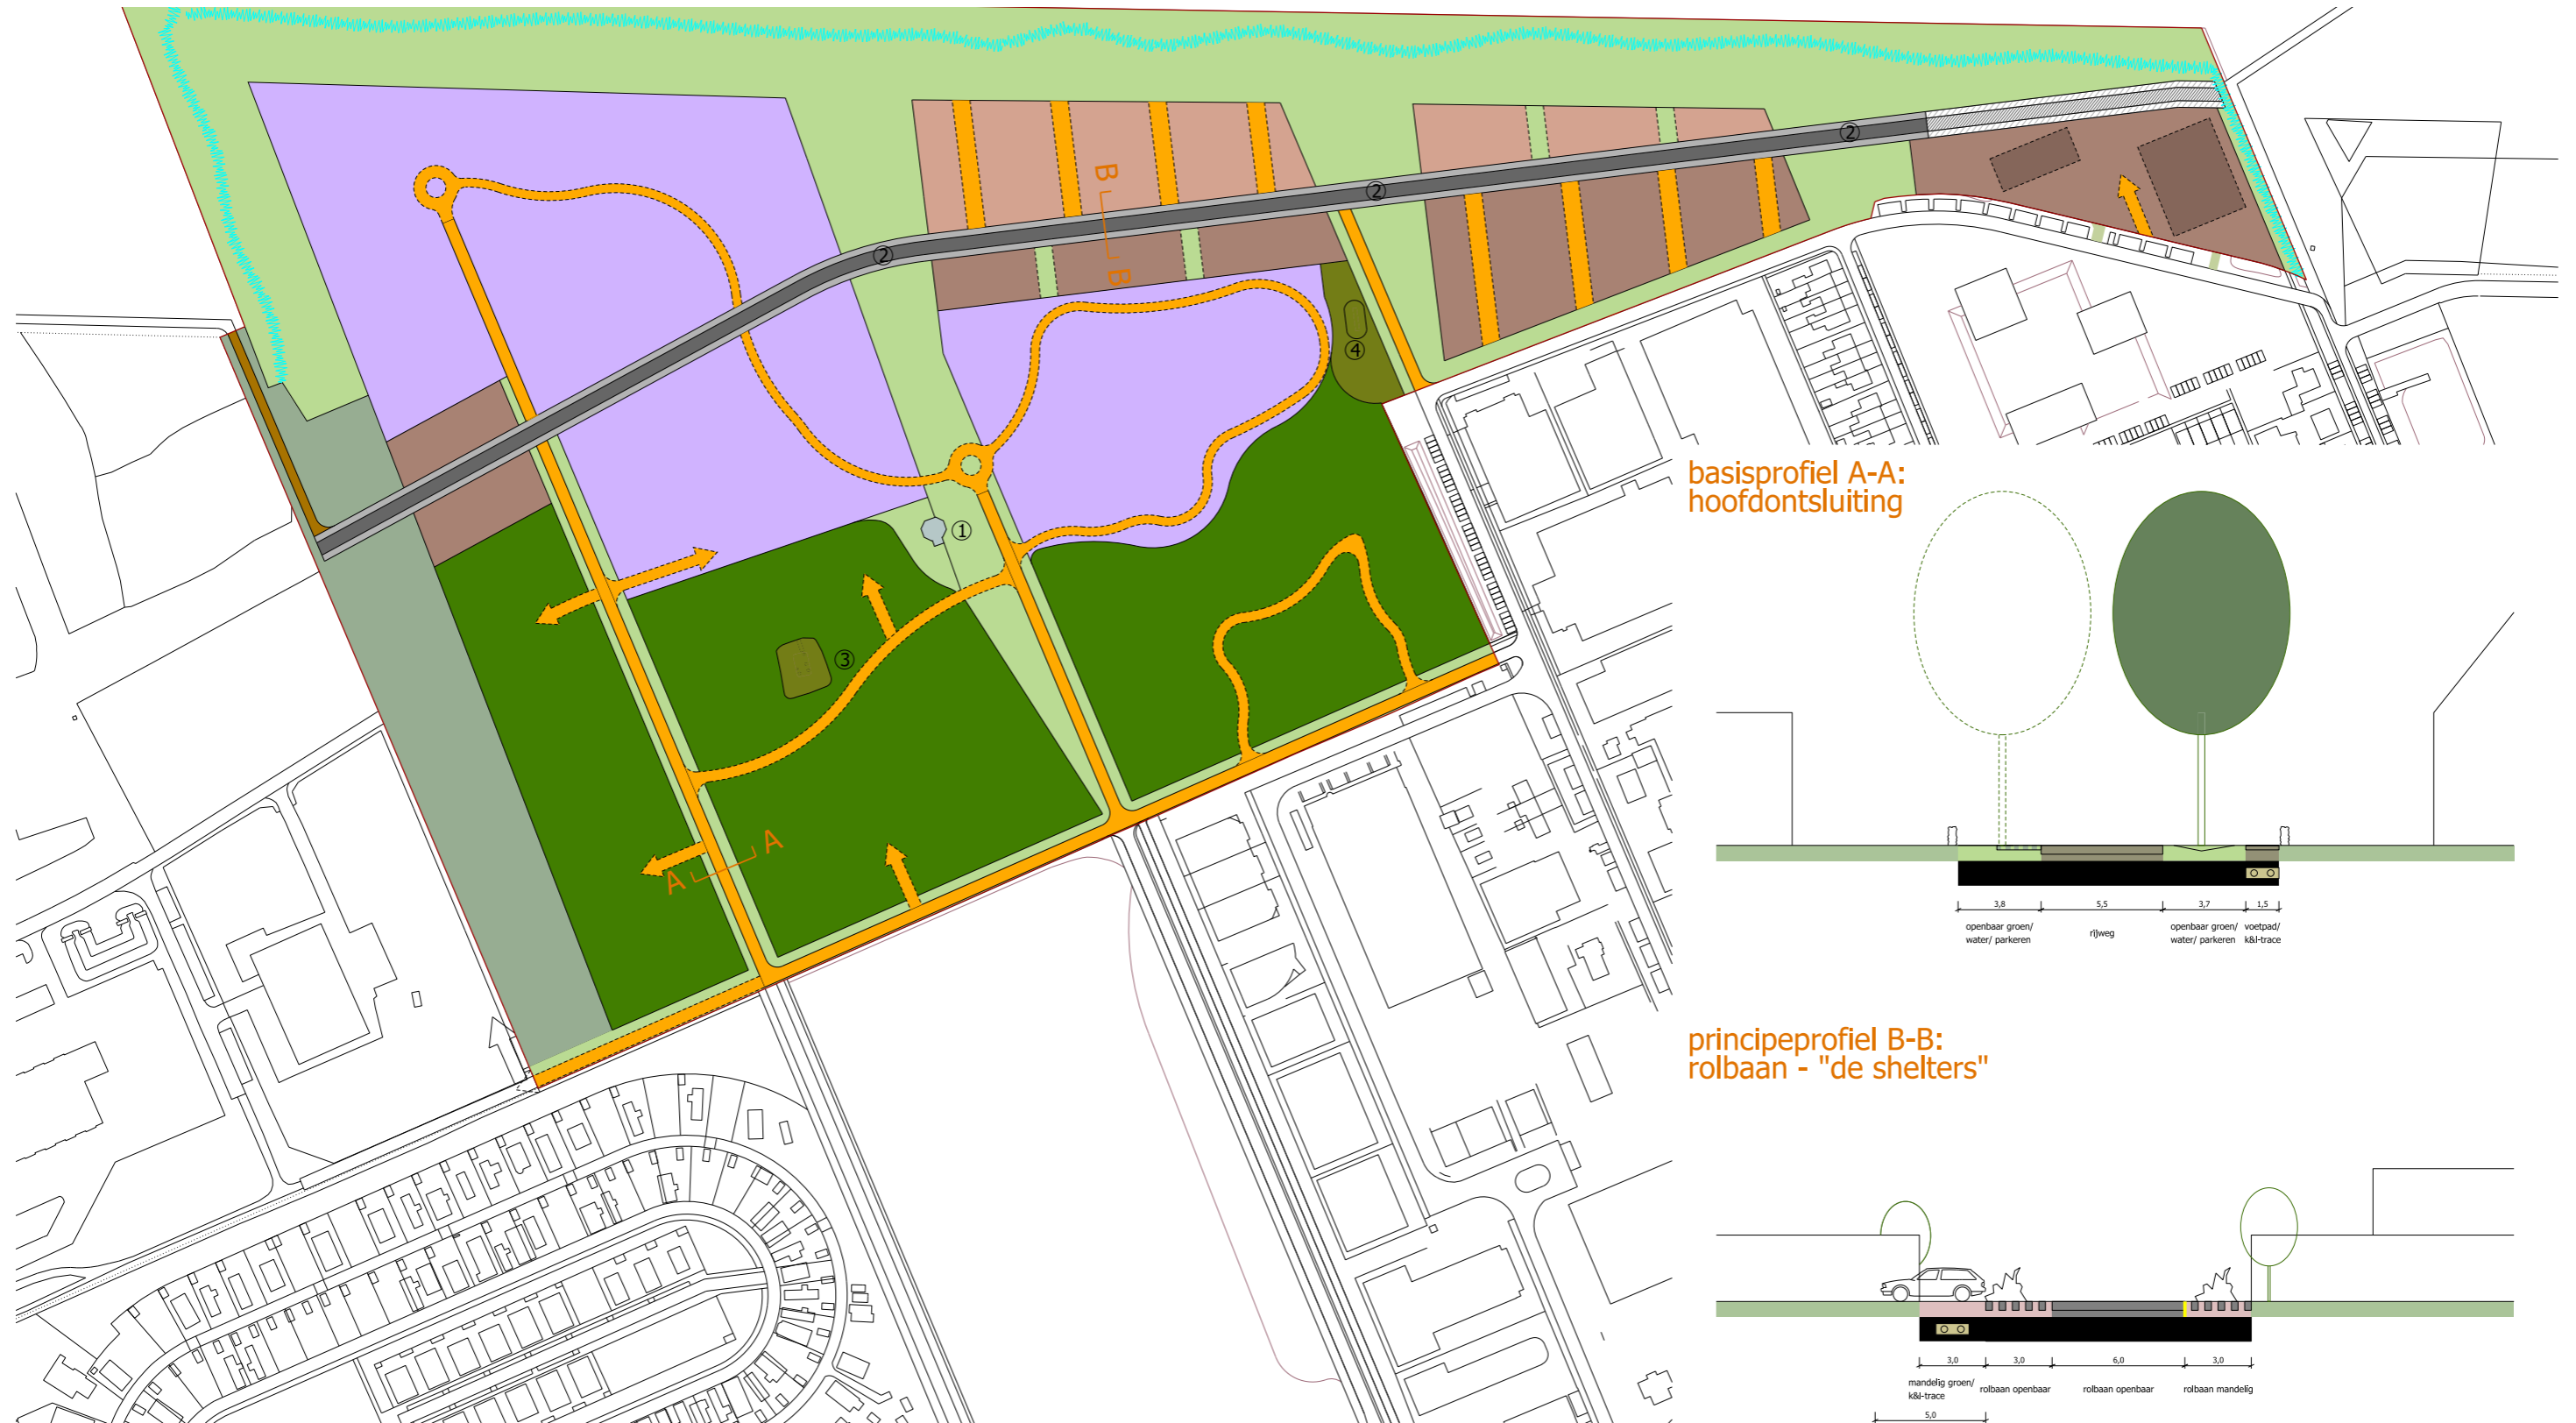 ②
②
②
B
B
④
①
③
A
A
basisprofiel A-A:
hoofdontsluiting
3,8 5,5 3,7 1,5
openbaar groen/ water/ parkeren
rijweg
openbaar groen/ water/ parkeren
voetpad/ k&l-trace
principeprofiel B-B:
rolbaan - "de shelters"
3,0 3,0 6,0 3,0
mandelig groen/ k&l-trace
rolbaan openbaar
rolbaan openbaar
rolbaan mandelig
5,0